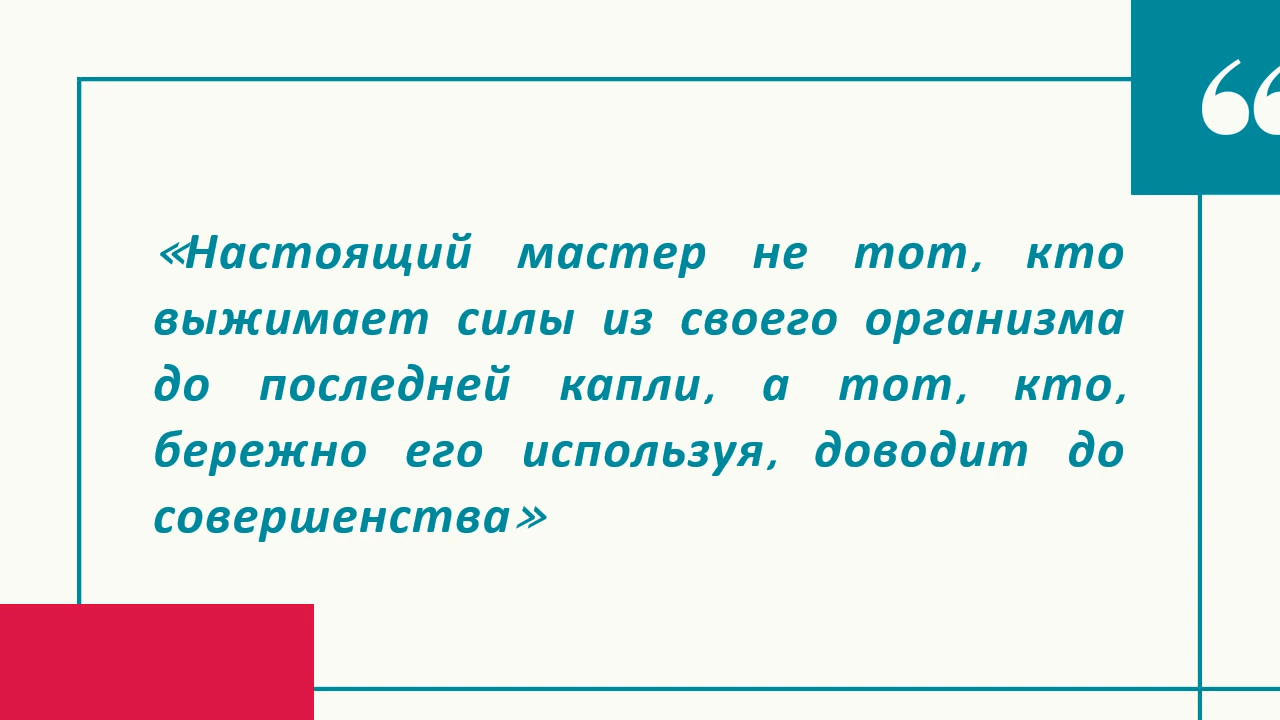 «Настоящий мастер не тот, кто
выжимает силы из своего организма
до последней капли, а тот, кто,
бережно его используя, доводит до
совершенства»